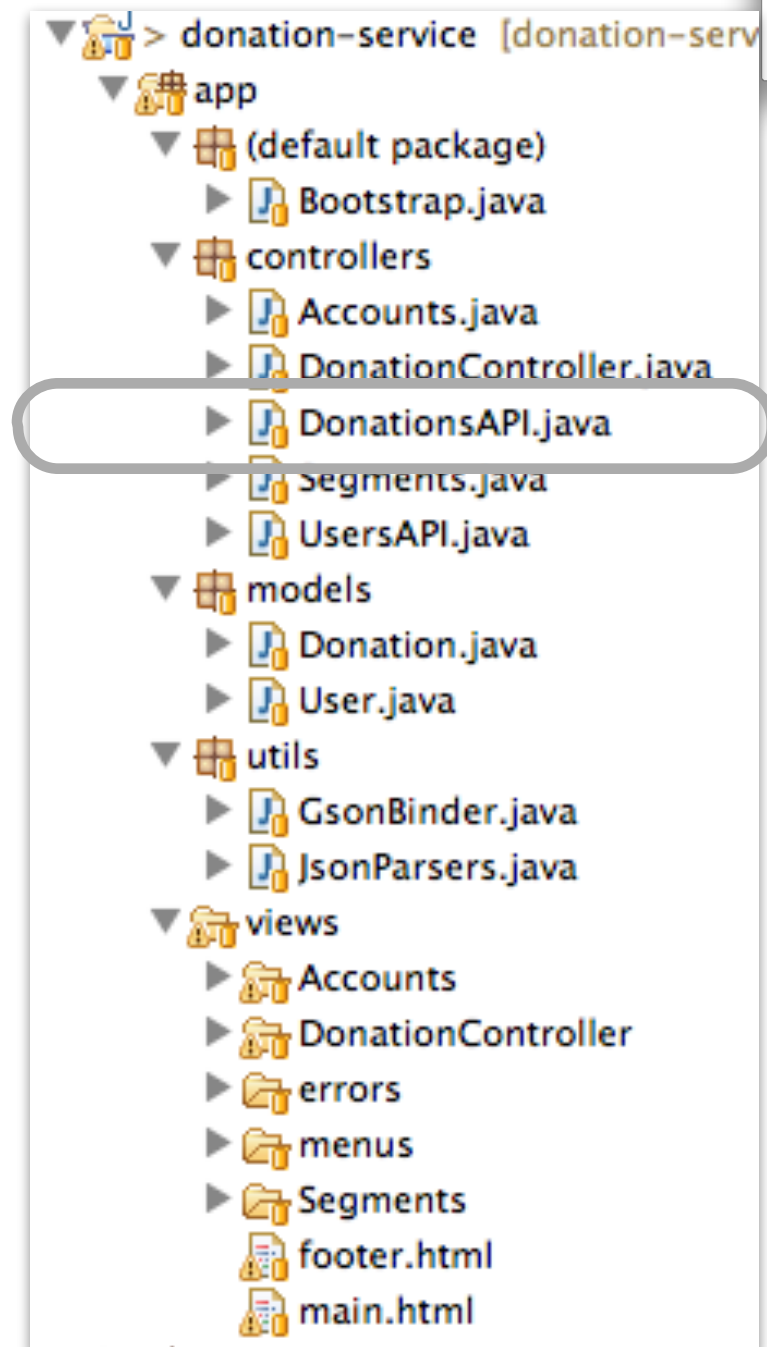 > donation-service [donation-serv
app
(default package)
Bootstrap.java
controllers
Accounts.java
DonationController.java
DonationsAPI.java
Segments.java
UsersAPI.java
models
Donation.java
User.java
utils
GsonBinder.java
JsonParsers.java
views
Accounts
DonationController
errors
menus
Segments
footer.html
main.html